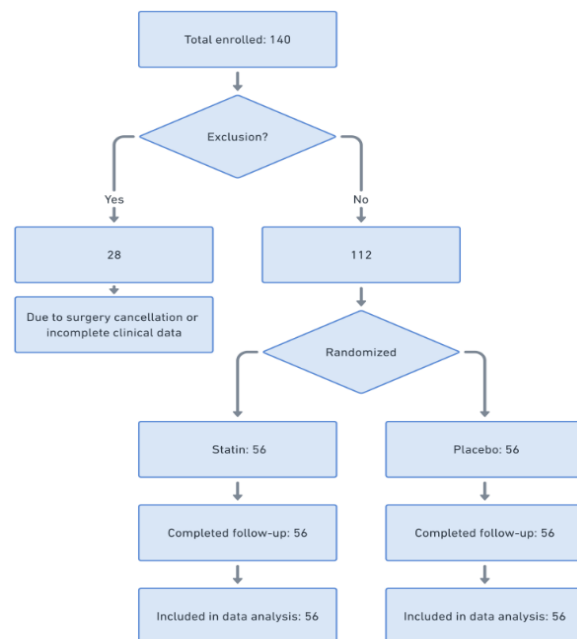 Total enrolled: 140
Exclusion?
Yes
No
28
112
Due to surgery cancellation or
incomplete clinical data
Randomized
Statin: 56
Placebo: 56
Completed follow-up: 56
Completed follow-up: 56
Included in data analysis: 56
Included in data analysis: 56